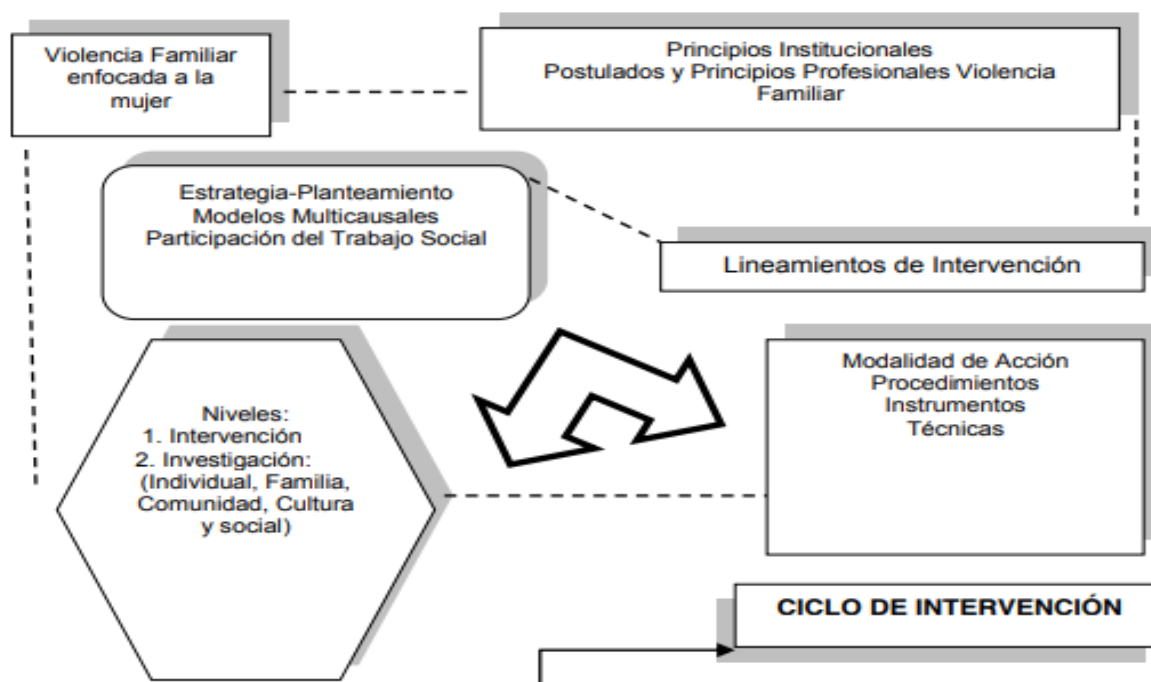 Violencia Familiar
enfocada a la
mujer
Principios Institucionales
Postulados y Principios Profesionales Violencia
Familiar
Estrategia-Planteamiento
Modelos Multicausales
Participación del Trabajo Social
Lineamientos de Intervención
Niveles:
1. Intervención
2. Investigación:
(Individual, Familia,
Comunidad, Cultura
y social)
Modalidad de Acción
Procedimientos
Instrumentos
Técnicas
CICLO DE INTERVENCIÓN